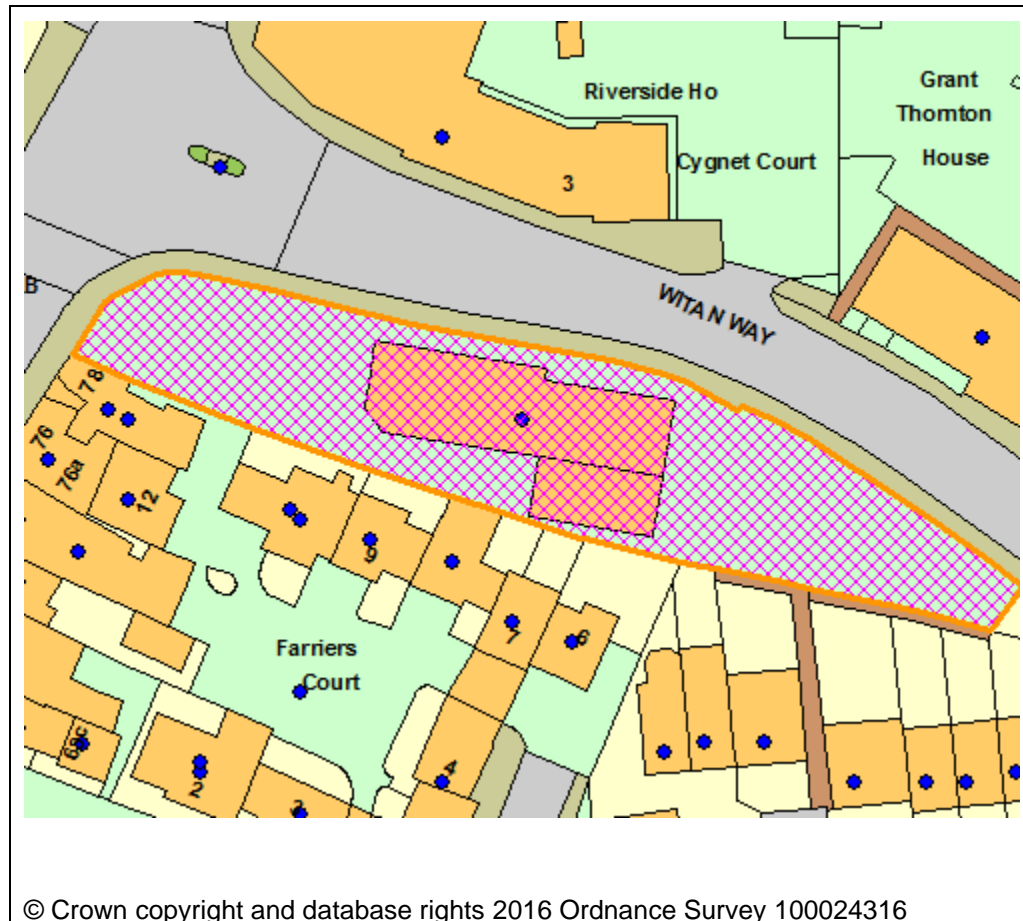 Riverside Ho
Grant
Thornton
House
Cygnet Court
3
WITAN WAY
B
78
76
76a
12
9
7
6
Farriers
Court
6ac
2
3
4
© Crown copyright and database rights 2016 Ordnance Survey 100024316